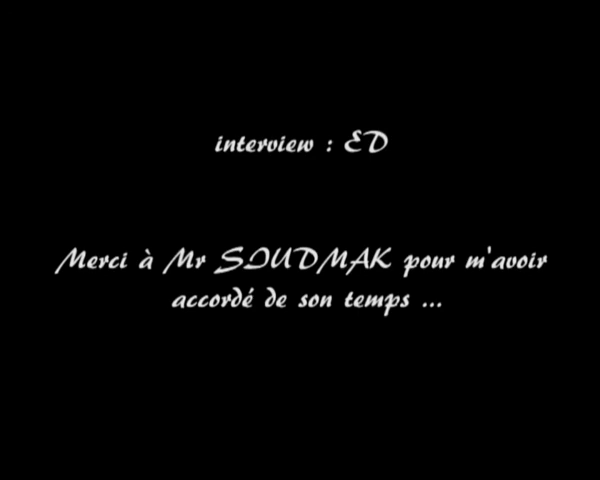 interview : ED
Merci à Mr SIUDMAK pour m'avoir
accordé de son temps ...